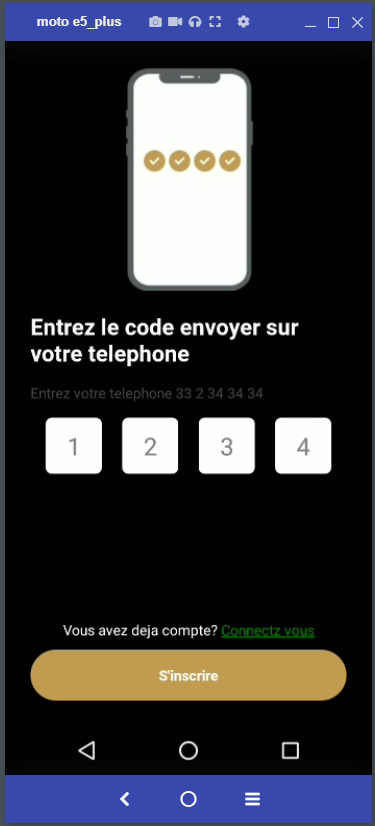 moto e5_plus
Entrez le code envoyer sur
votre telephone
Entrez votre telephone 33 2 34 34 34
1 2 3 4
Vous avez deja compte? Connectz vous
S'inscrire